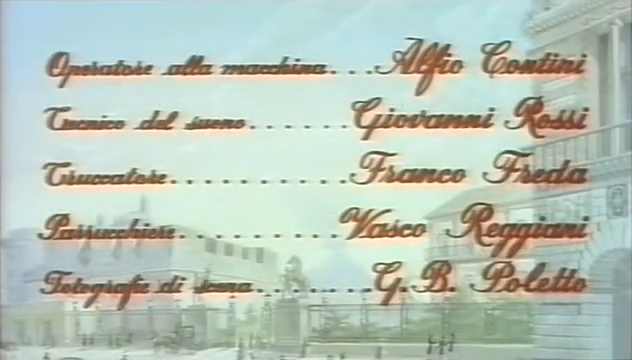 Operatore alla macchina. . . .Alfio Contini
Tecnico del suono. . . . . . .Giovanni Rossi
Truccatore. . . . . . . . . . .Franco Freda
Parrucchiere. . . . . . . . . .Vasco Reggiani
Fotografie di scena. . . . . . .G. B. Poletto